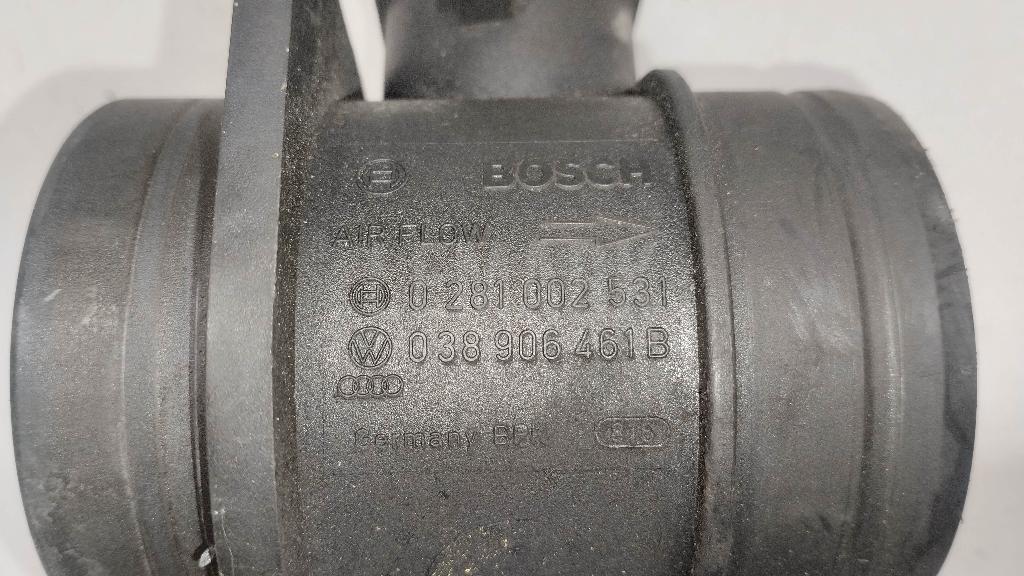 BOSCH
AIR FLOW
0 281 002 531
038 906 461 B
Germany